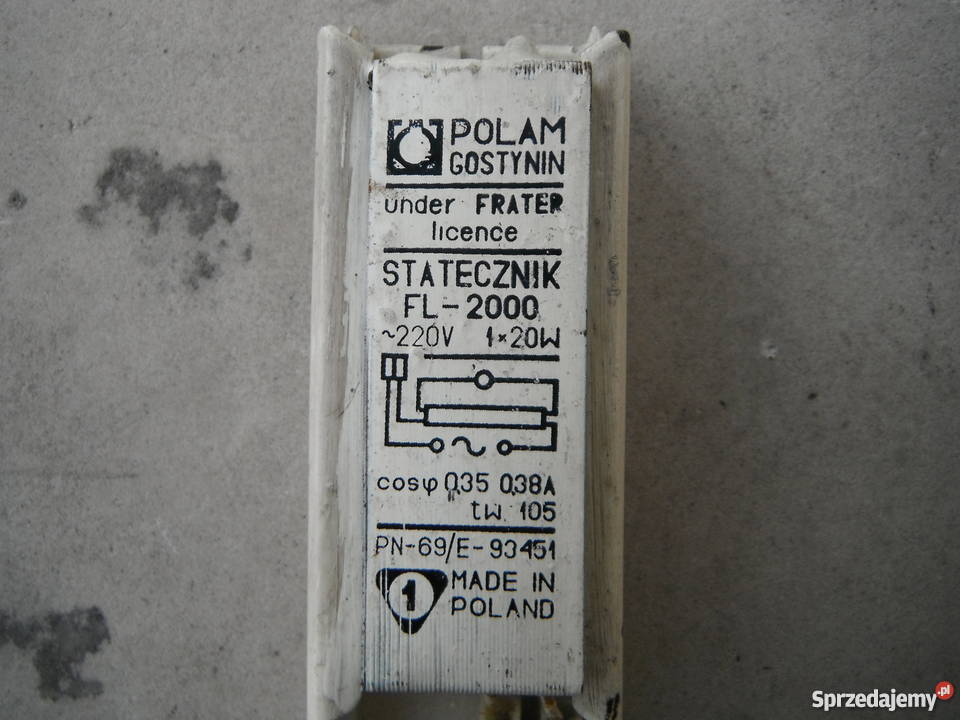 POLAM
GOSTYNIN
under FRATER
licence
STATECZNIK
FL-2000
~220V 1×20W
cosφ 0,35 0,38A
tw 105
PN-69/E-93451
1
MADE IN
POLAND
Sprzedajemy.pl